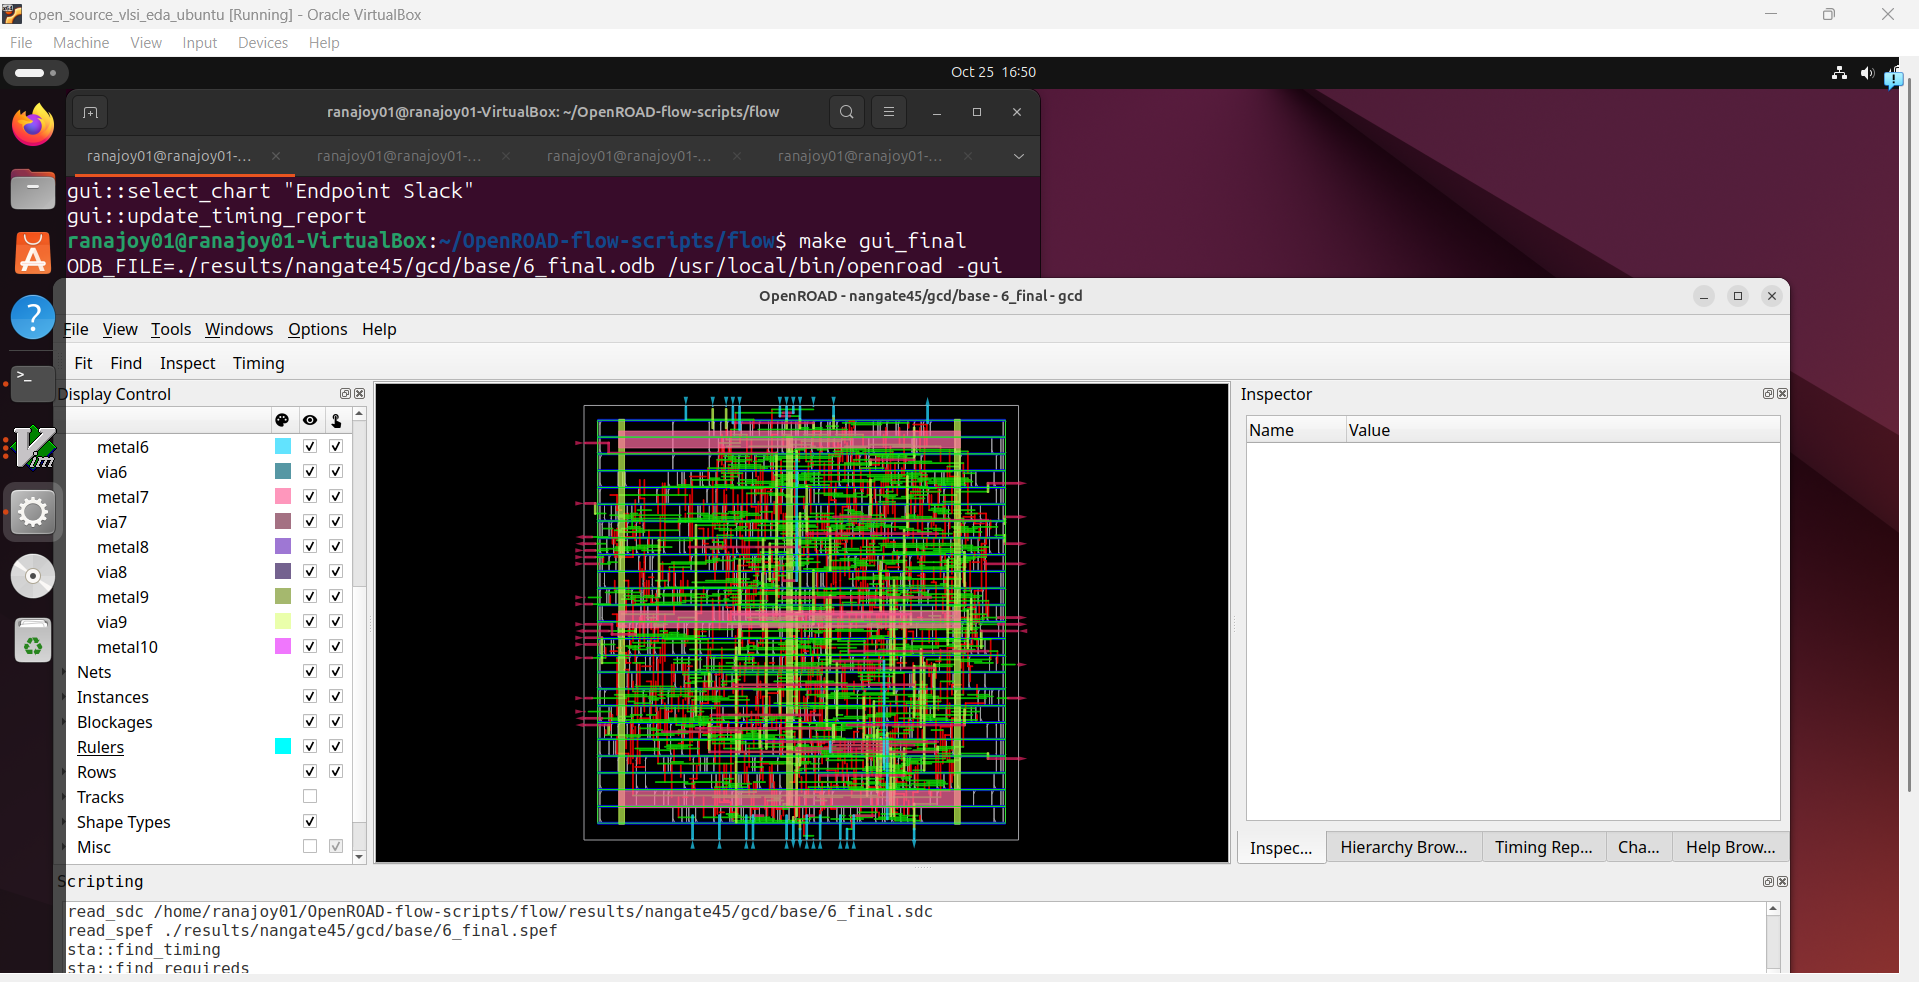 open_source_vlsi_eda_ubuntu [Running] - Oracle VirtualBox
File Machine View Input Devices Help
Oct 25 16:50
ranajoy01@ranajoy01-VirtualBox: ~/OpenROAD-flow-scripts/flow
ranajoy01@ranajoy01-... ranajoy01@ranajoy01-... ranajoy01@ranajoy01-... ranajoy01@ranajoy01-...
gui::select_chart "Endpoint Slack"
gui::update_timing_report
ranajoy01@ranajoy01-VirtualBox:~/OpenROAD-flow-scripts/flow$ make gui_final
ODB_FILE=./results/nangate45/gcd/base/6_final.odb /usr/local/bin/openroad -gui
OpenROAD - nangate45/gcd/base - 6_final - gcd
File View Tools Windows Options Help
Fit Find Inspect Timing
Display Control
metal6
via6
metal7
via7
metal8
via8
metal9
via9
metal10
Nets
Instances
Blockages
Rulers
Rows
Tracks
Shape Types
Misc
Inspector
Name Value
Inspec... Hierarchy Brow... Timing Rep... Cha... Help Brow...
Scripting
read_sdc /home/ranajoy01/OpenROAD-flow-scripts/flow/results/nangate45/gcd/base/6_final.sdc
read_spef ./results/nangate45/gcd/base/6_final.spef
sta::find_timing
sta::find_requireds